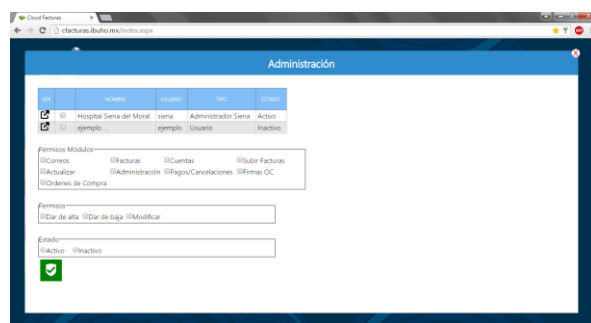 Cloud Facturas
cfacturas.ibuho.mx/index.aspx
Administración
VER NOMBRE USUARIO TIPO ESTADO
Hospital Siena del Moral siena Administrador Siena Activo
ejemplo . . ejemplo Usuario Inactivo
Permisos Módulos
Correos Facturas Cuentas Subir Facturas
Actualizar Administración Pagos/Cancelaciones Firmas OC
Ordenes de Compra
Permisos
Dar de alta Dar de baja Modificar
Estado
Activo Inactivo